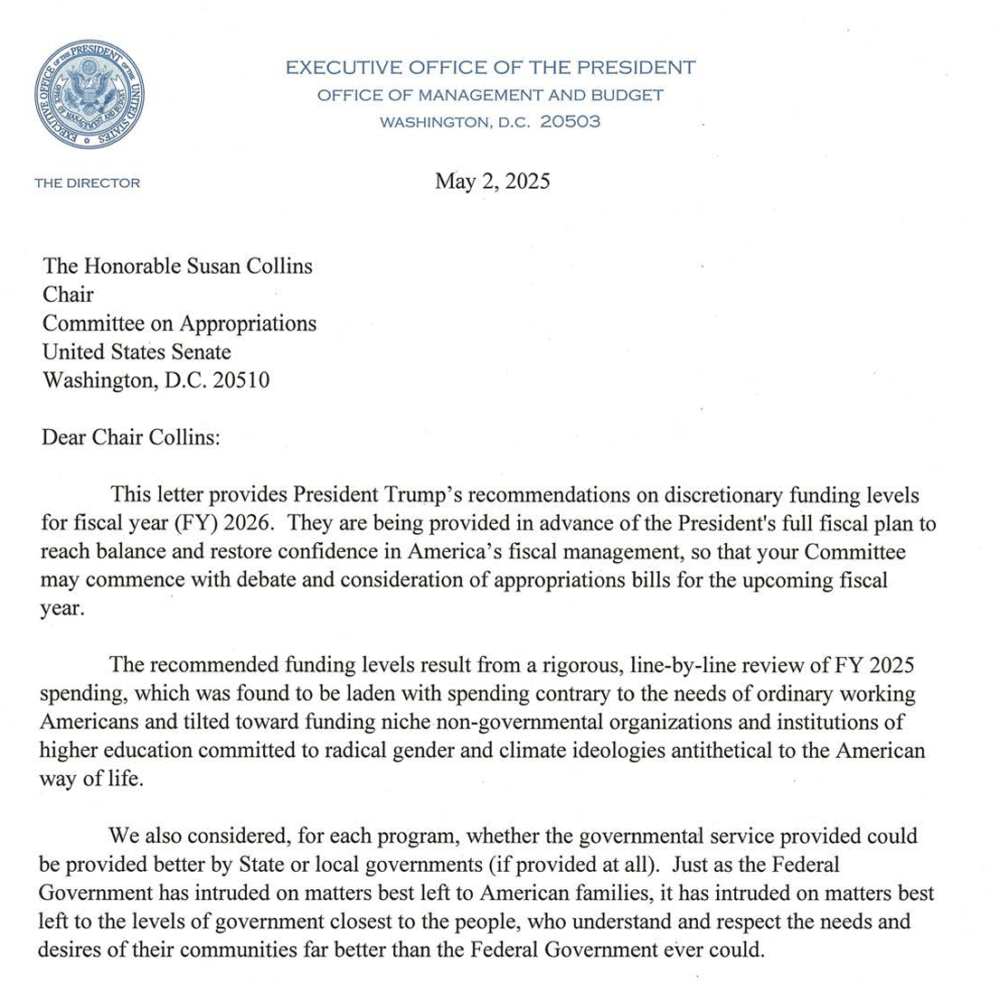 EXECUTIVE OFFICE OF THE PRESIDENT OF THE UNITED STATES
OFFICE OF MANAGEMENT AND BUDGET
EXECUTIVE OFFICE OF THE PRESIDENT
OFFICE OF MANAGEMENT AND BUDGET
WASHINGTON, D.C. 20503
THE DIRECTOR
May 2, 2025
The Honorable Susan Collins
Chair
Committee on Appropriations
United States Senate
Washington, D.C. 20510
Dear Chair Collins:
This letter provides President Trump’s recommendations on discretionary funding levels
for fiscal year (FY) 2026. They are being provided in advance of the President's full fiscal plan to
reach balance and restore confidence in America’s fiscal management, so that your Committee
may commence with debate and consideration of appropriations bills for the upcoming fiscal
year.
The recommended funding levels result from a rigorous, line-by-line review of FY 2025
spending, which was found to be laden with spending contrary to the needs of ordinary working
Americans and tilted toward funding niche non-governmental organizations and institutions of
higher education committed to radical gender and climate ideologies antithetical to the American
way of life.
We also considered, for each program, whether the governmental service provided could
be provided better by State or local governments (if provided at all). Just as the Federal
Government has intruded on matters best left to American families, it has intruded on matters best
left to the levels of government closest to the people, who understand and respect the needs and
desires of their communities far better than the Federal Government ever could.